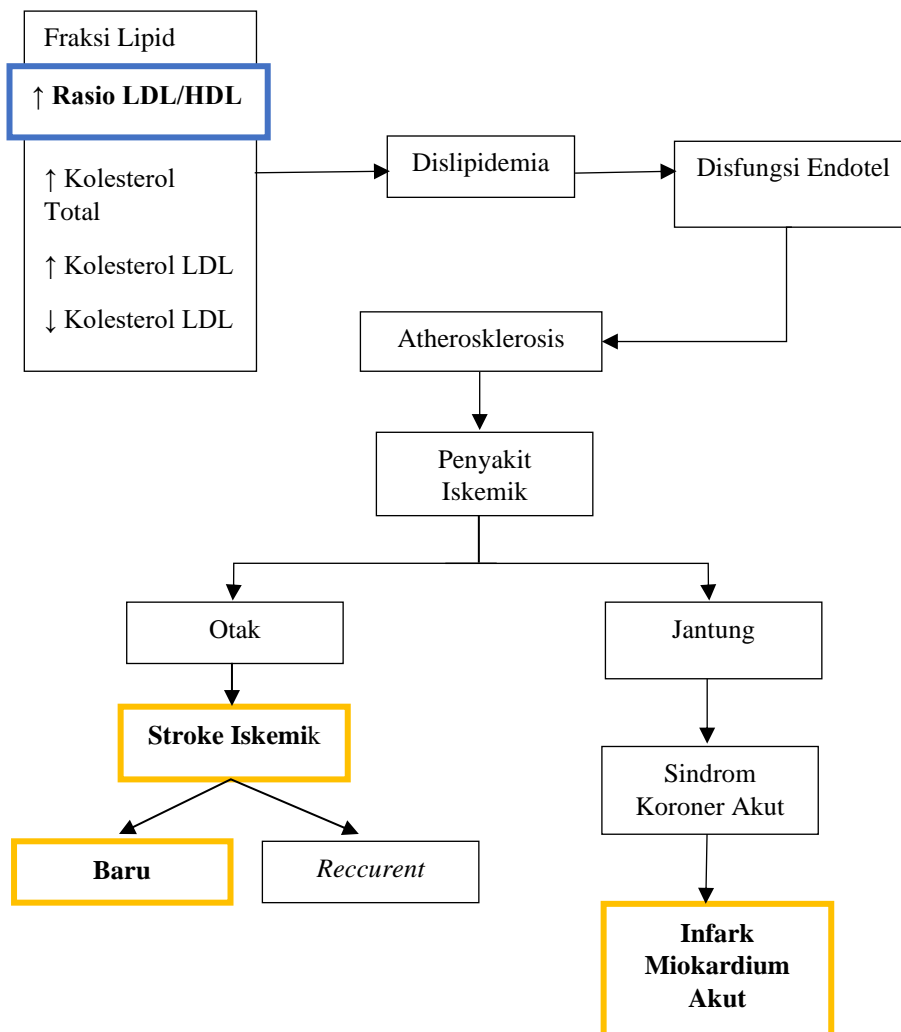 Fraksi Lipid
↑ Rasio LDL/HDL
↑ Kolesterol
Total
↑ Kolesterol LDL
↓ Kolesterol LDL
Dislipidemia
Disfungsi Endotel
Atherosklerosis
Penyakit
Iskemik
Otak
Jantung
Stroke Iskemik
Sindrom
Koroner Akut
Baru
Reccurent
Infark
Miokardium
Akut